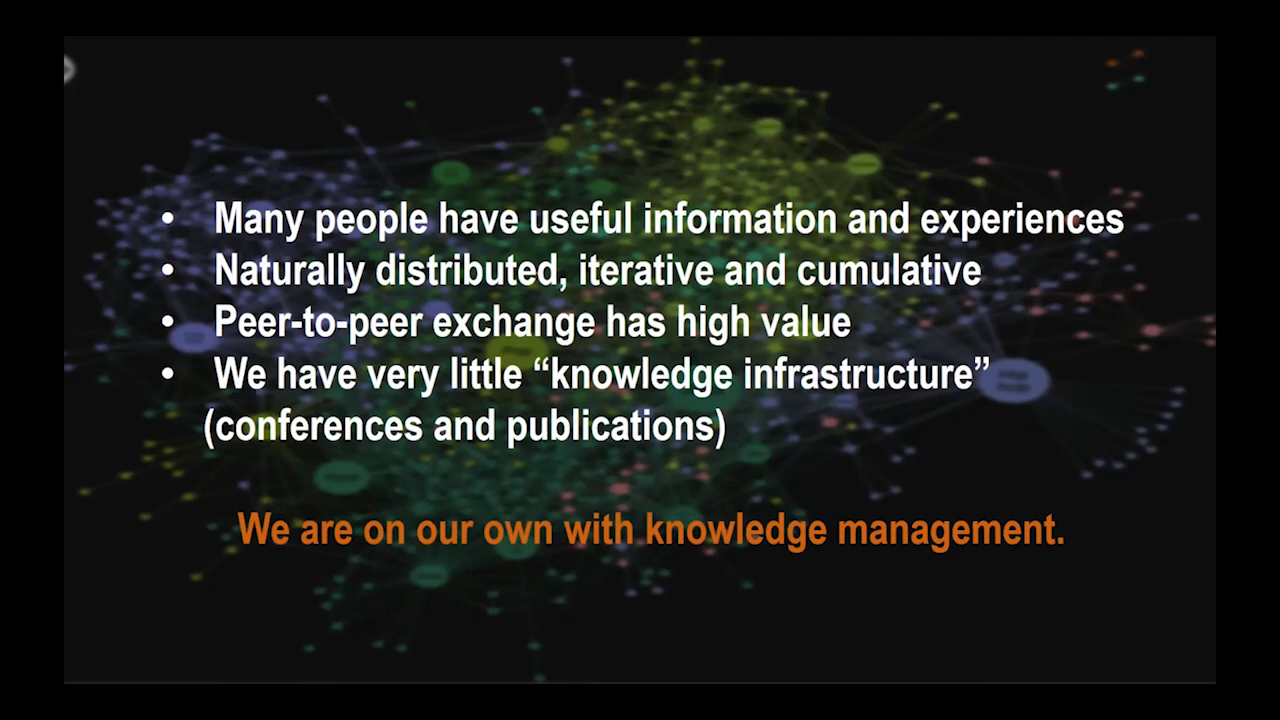 • Many people have useful information and experiences
• Naturally distributed, iterative and cumulative
• Peer-to-peer exchange has high value
• We have very little “knowledge infrastructure”
(conferences and publications)
We are on our own with knowledge management.